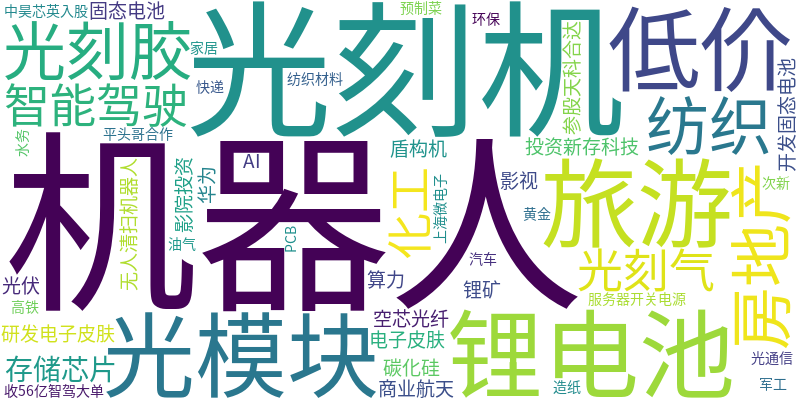 中昊芯英入股
固态电池
预制菜
环保
光刻机
低价
光刻胶
家居
快递
纺织材料
参股天科合达
开发固态电池
智能驾驶
纺织
水务
平头哥合作
盾构机
投资新存科技
机器人
AI
影院投资
华为
油气
无人清扫机器人
PCB
化工
上海微电子
影视
旅游
次新
黄金
房地产
光伏
汽车
光刻气
算力
锂矿
高铁
服务器开关电源
光模块
锂电池
空芯光纤
研发电子皮肤
电子皮肤
存储芯片
碳化硅
光通信
收56亿智驾大单
商业航天
造纸
军工